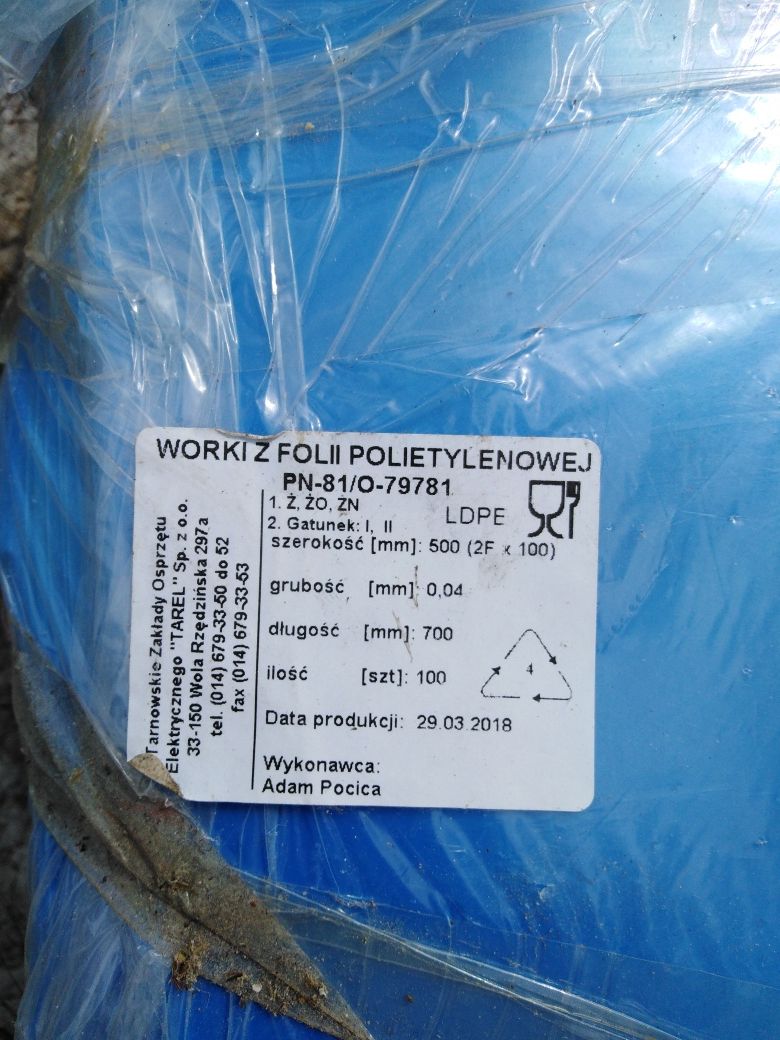 WORKI Z FOLII POLIETYLENOWEJ
PN-81/O-79781
1. Ż, ŻO, ŻN
2. Gatunek: I, II
LDPE
szerokość [mm]: 500 (2F x 100)
grubość [mm]: 0,04
długość [mm]: 700
ilość [szt]: 100
4
Data produkcji: 29.03.2018
Wykonawca:
Adam Pocica
Tarnowskie Zakłady Osprzętu
Elektrycznego "TAREL" Sp. z o.o.
33-150 Wola Rzędzińska 297a
tel. (014) 679-33-50 do 52
fax (014) 679-33-53